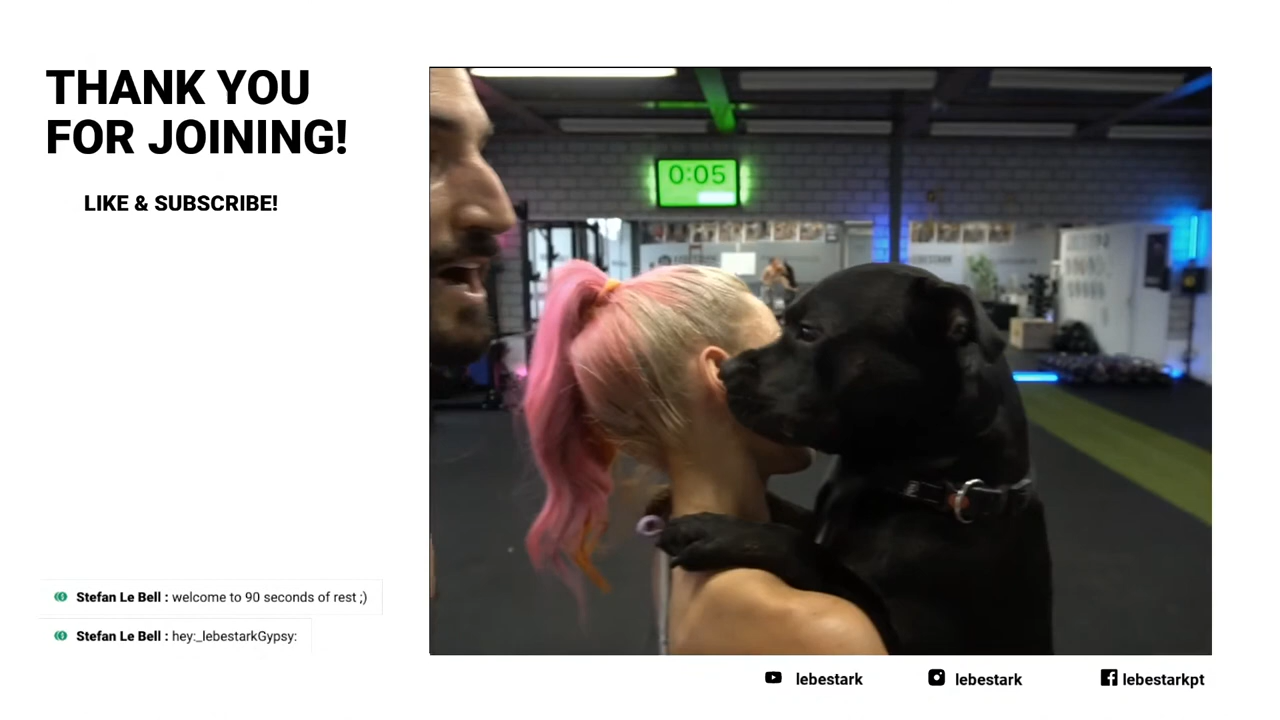 THANK YOU
FOR JOINING!
LIKE & SUBSCRIBE!
0:05
LEBESTARK
Stefan Le Bell : welcome to 90 seconds of rest ;)
Stefan Le Bell : hey:_lebestarkGypsy:
lebestark
lebestark
lebestarkpt